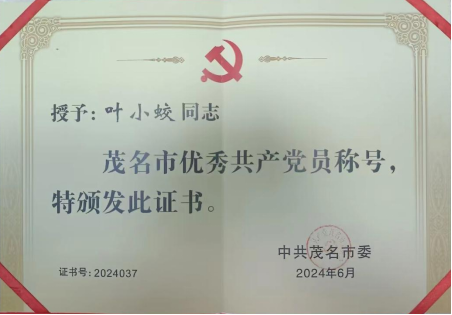 授予：叶小蛟同志
茂名市优秀共产党员称号，
特颁发此证书。
中共茂名市委
2024年6月
证书号：2024037